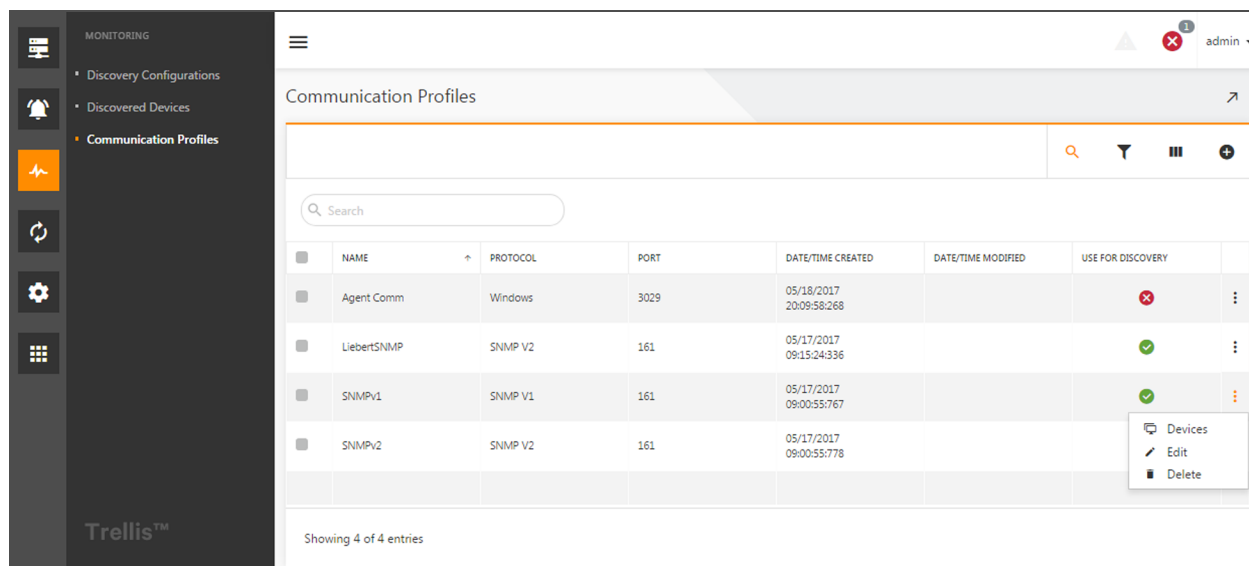 MONITORING
Discovery Configurations
Discovered Devices
Communication Profiles
Trellis™
1
admin
Communication Profiles
Search
NAME PROTOCOL PORT DATE/TIME CREATED DATE/TIME MODIFIED USE FOR DISCOVERY
Agent Comm Windows 3029 05/18/2017
20:09:58:268
LiebertSNMP SNMP V2 161 05/17/2017
09:15:24:336
SNMPv1 SNMP V1 161 05/17/2017
09:00:55:767
SNMPv2 SNMP V2 161 05/17/2017
09:00:55:778
Devices
Edit
Delete
Showing 4 of 4 entries